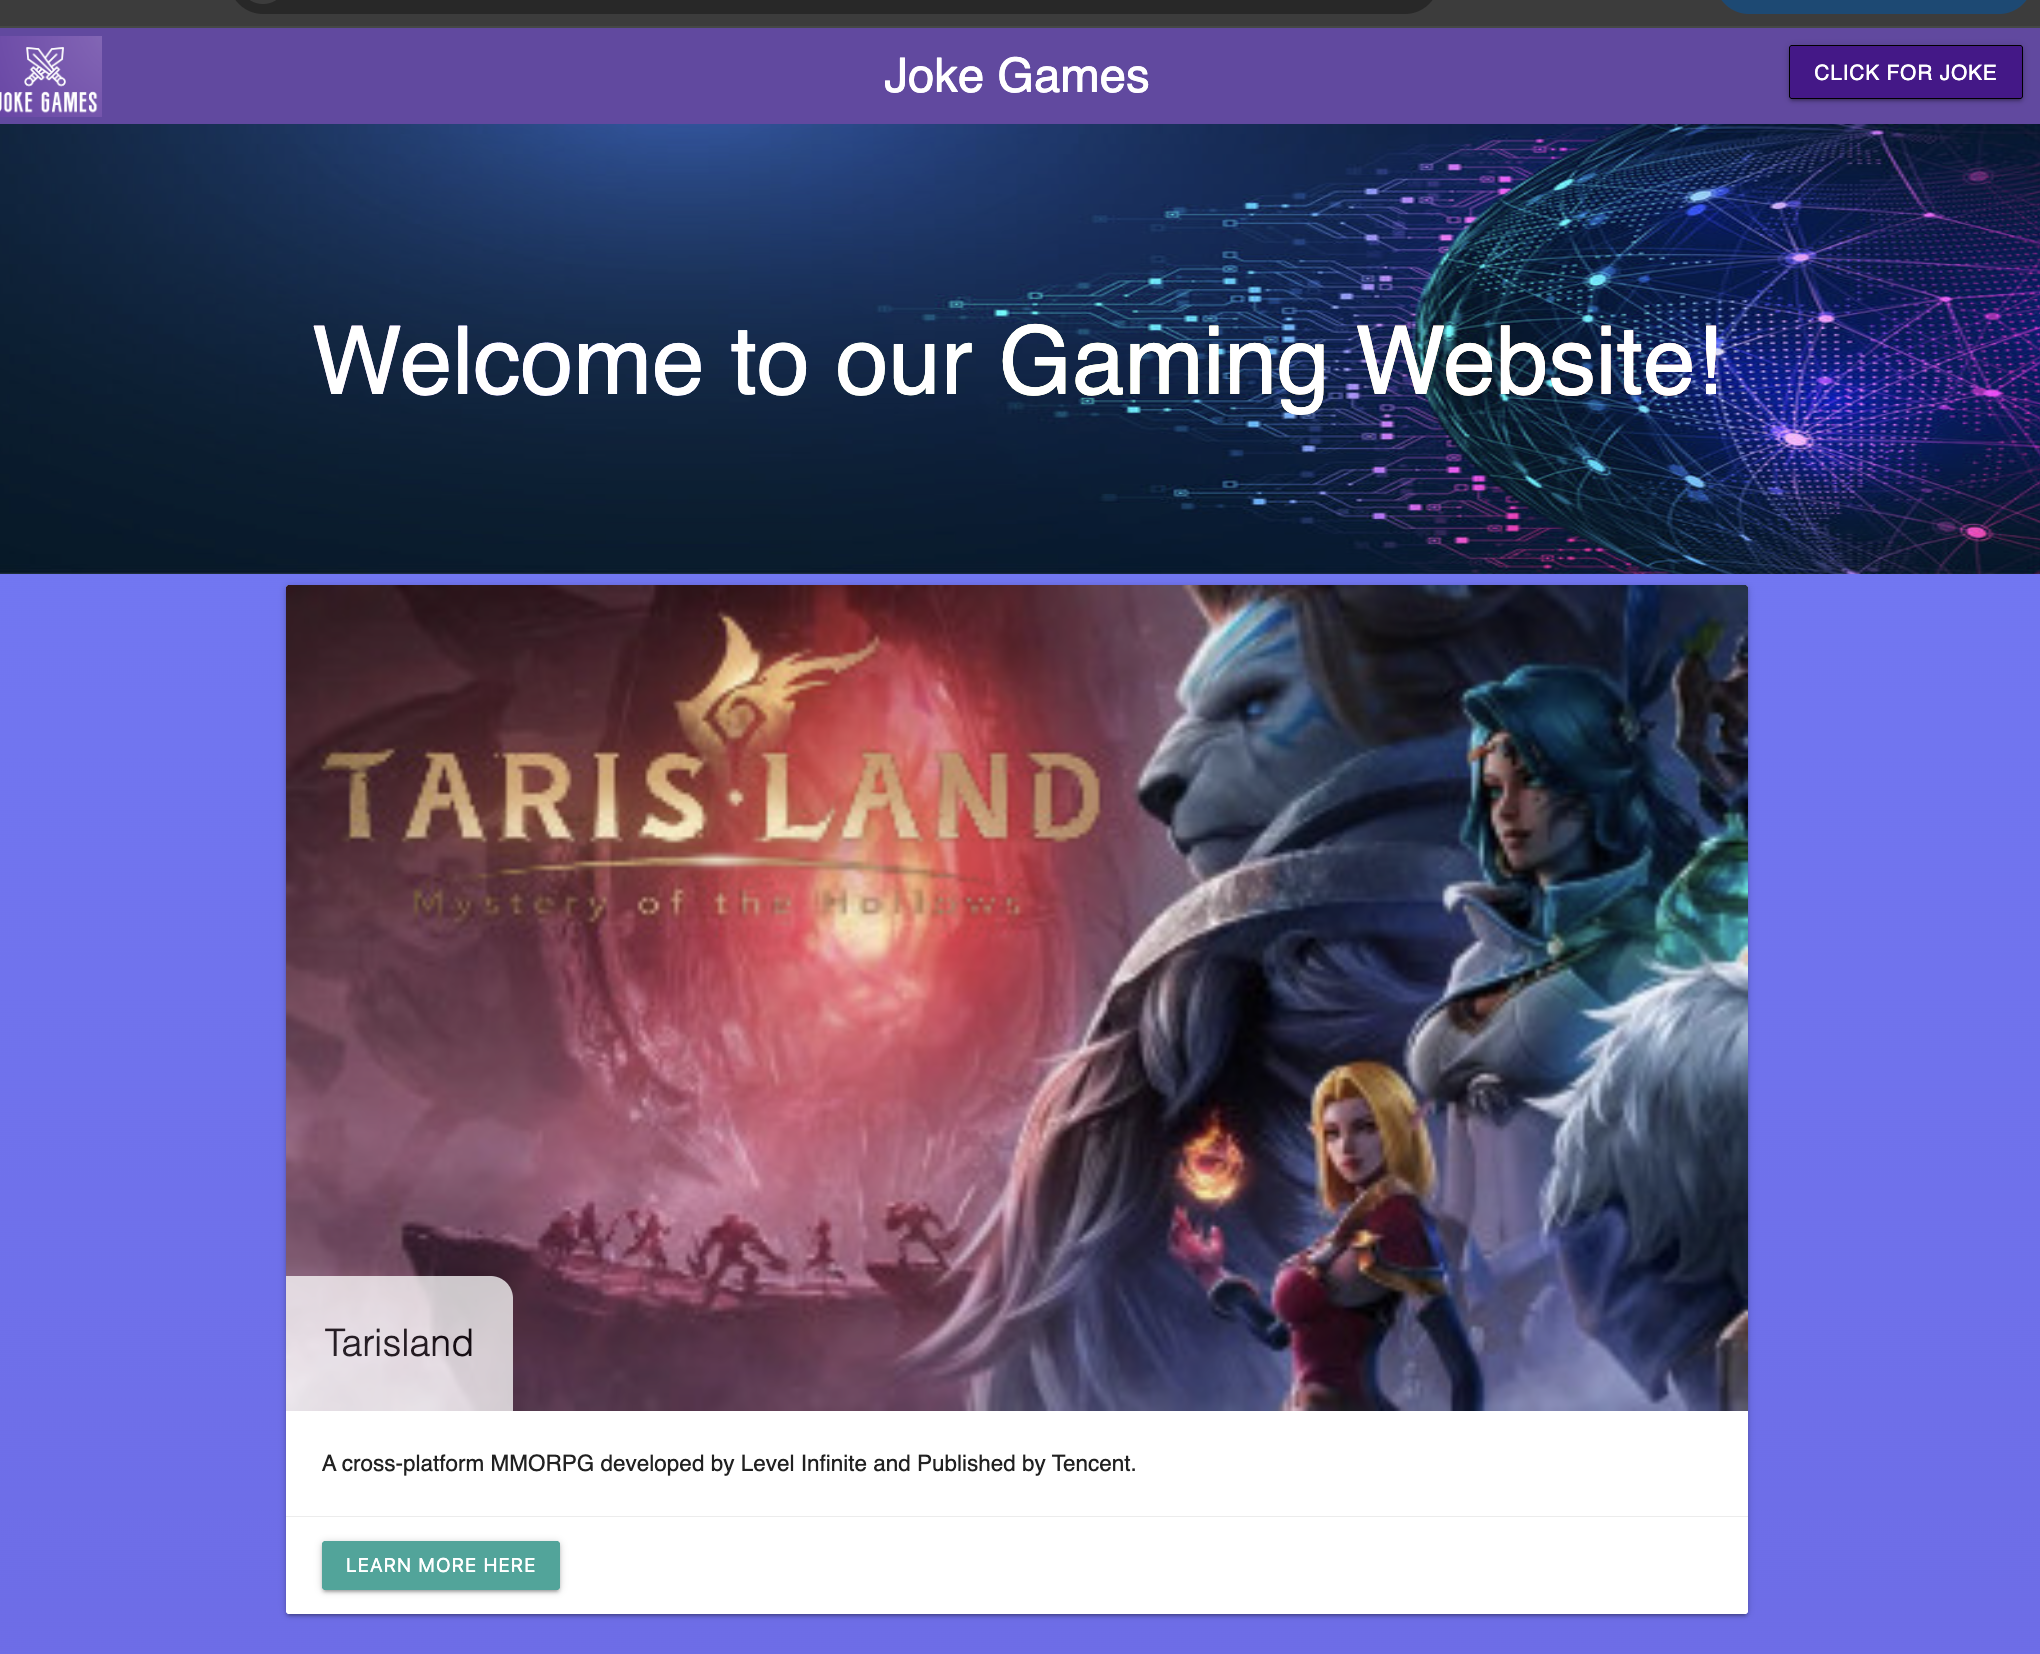 JOKE GAMES
Joke Games
CLICK FOR JOKE
Welcome to our Gaming Website!
TARIS·LAND
Mystery of the Hollows
Tarisland
A cross-platform MMORPG developed by Level Infinite and Published by Tencent.
LEARN MORE HERE